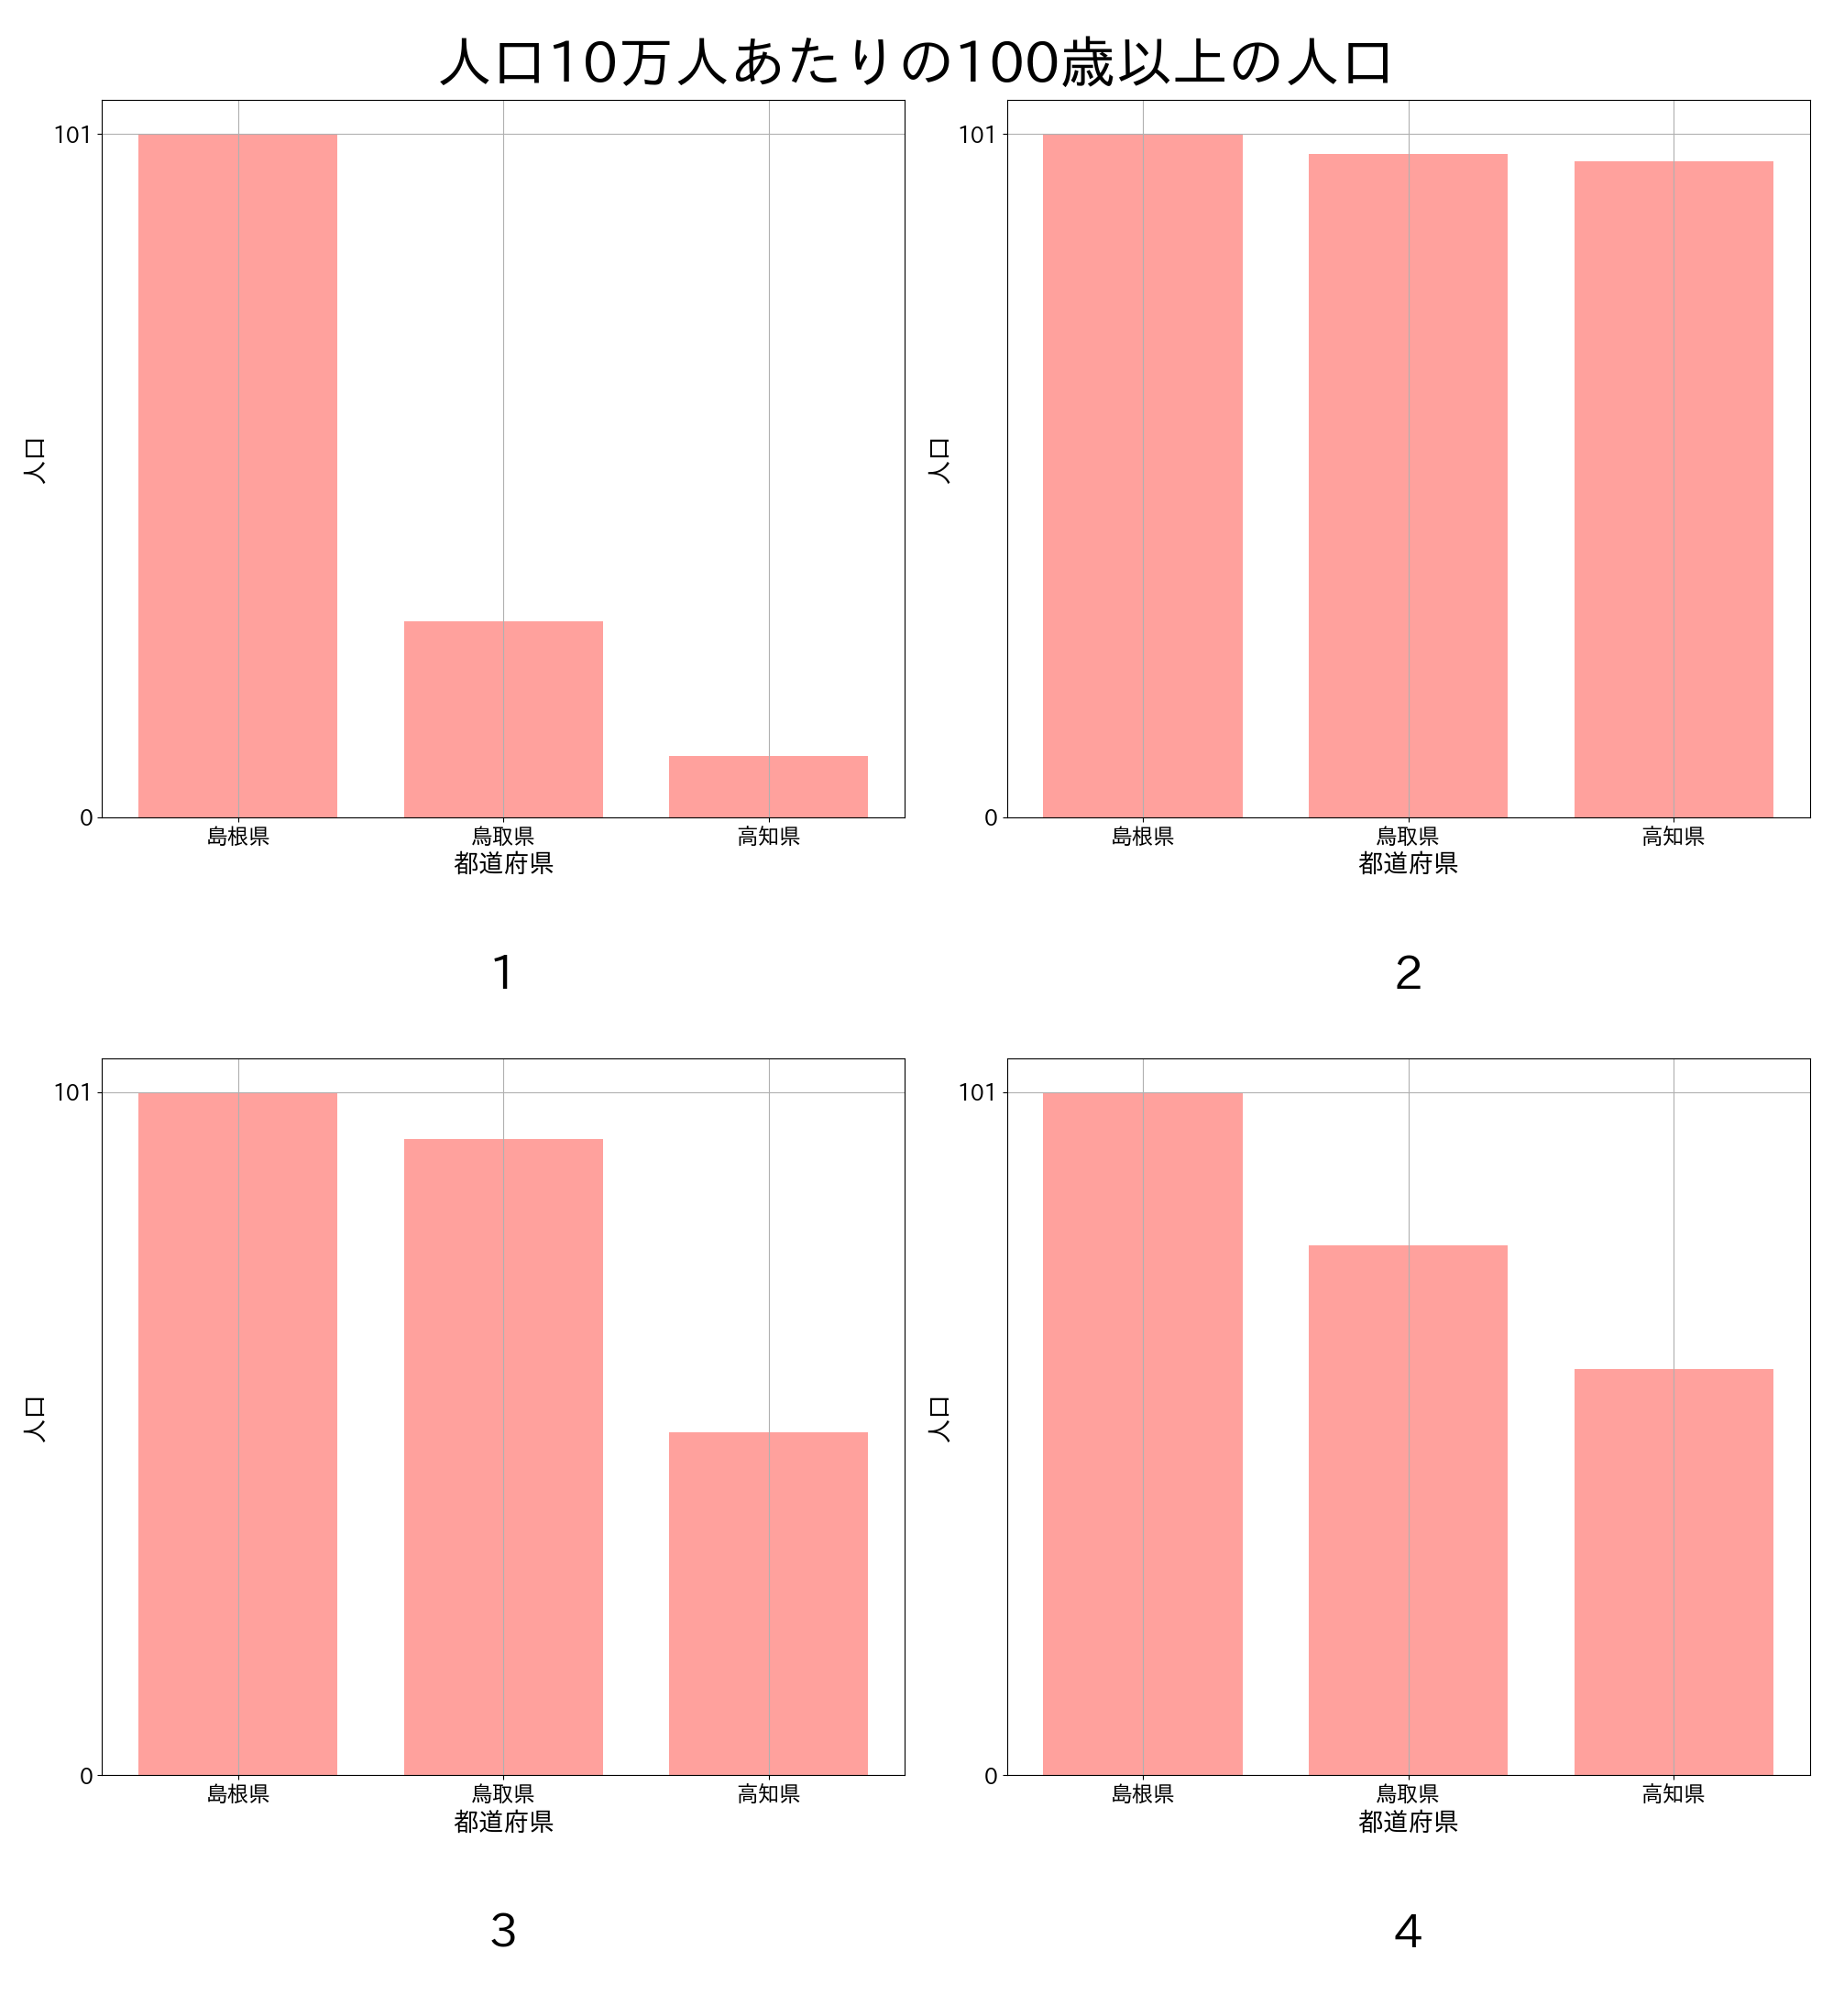 人口10万人あたりの100歳以上の人口
101
0
人口
島根県 鳥取県 高知県
都道府県
1
101
0
人口
島根県 鳥取県 高知県
都道府県
2
101
0
人口
島根県 鳥取県 高知県
都道府県
3
101
0
人口
島根県 鳥取県 高知県
都道府県
4